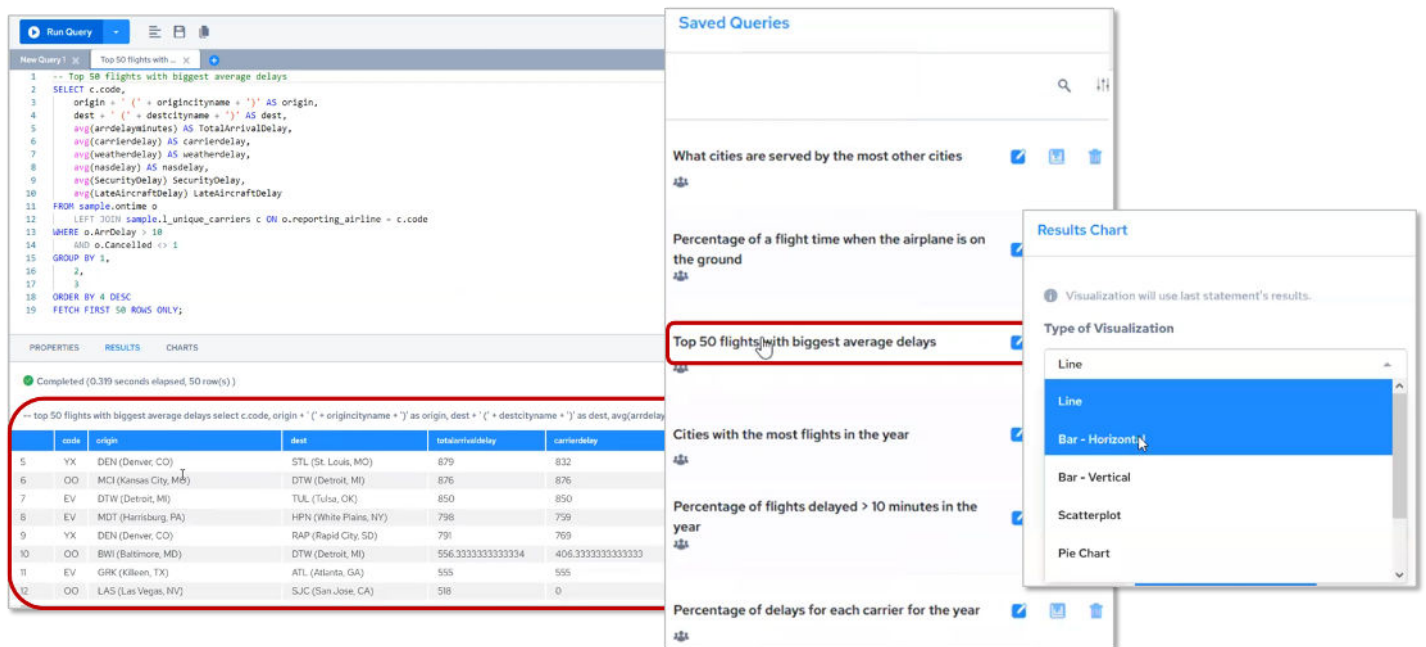 Run Query
New Query 1 X
Top 50 flights with ... X
1 -- Top 50 flights with biggest average delays
2 SELECT c.code,
3 origin + ' (' + origincityname + ')' AS origin,
4 dest + ' (' + destcityname + ')' AS dest,
5 avg(arrdelayminutes) AS TotalArrivalDelay,
6 avg(carrierdelay) AS carrierdelay,
7 avg(weatherdelay) AS weatherdelay,
8 avg(nasdelay) AS nasdelay,
9 avg(SecurityDelay) SecurityDelay,
10 avg(LateAircraftDelay) LateAircraftDelay
11 FROM sample.ontime o
12 LEFT JOIN sample.l_unique_carriers c ON o.reporting_airline = c.code
13 WHERE o.ArrDelay > 10
14 AND o.Cancelled <> 1
15 GROUP BY 1,
16 2,
17 3
18 ORDER BY 4 DESC
19 FETCH FIRST 50 ROWS ONLY;
PROPERTIES RESULTS CHARTS
Completed (0.319 seconds elapsed, 50 row(s) )
-- top 50 flights with biggest average delays select c.code, origin + ' (' + origincityname + ')' as origin, dest + ' (' + destcityname + ')' as dest, avg(arrdelay
code origin dest totalarrivaldelay carrierdelay
5 YX DEN (Denver, CO) STL (St. Louis, MO) 879 832
6 OO MCI (Kansas City, MO) DTW (Detroit, MI) 876 876
7 EV DTW (Detroit, MI) TUL (Tulsa, OK) 850 850
8 EV MDT (Harrisburg, PA) HPN (White Plains, NY) 798 759
9 YX DEN (Denver, CO) RAP (Rapid City, SD) 791 769
10 OO BWI (Baltimore, MD) DTW (Detroit, MI) 556.3333333333334 406.3333333333333
11 EV GRK (Killeen, TX) ATL (Atlanta, GA) 555 555
12 OO LAS (Las Vegas, NV) SJC (San Jose, CA) 518 0
Saved Queries
What cities are served by the most other cities
Percentage of a flight time when the airplane is on
the ground
Top 50 flights with biggest average delays
Cities with the most flights in the year
Percentage of flights delayed > 10 minutes in the
year
Percentage of delays for each carrier for the year
Results Chart
Visualization will use last statement's results.
Type of Visualization
Line
Line
Bar - Horizontal
Bar - Vertical
Scatterplot
Pie Chart